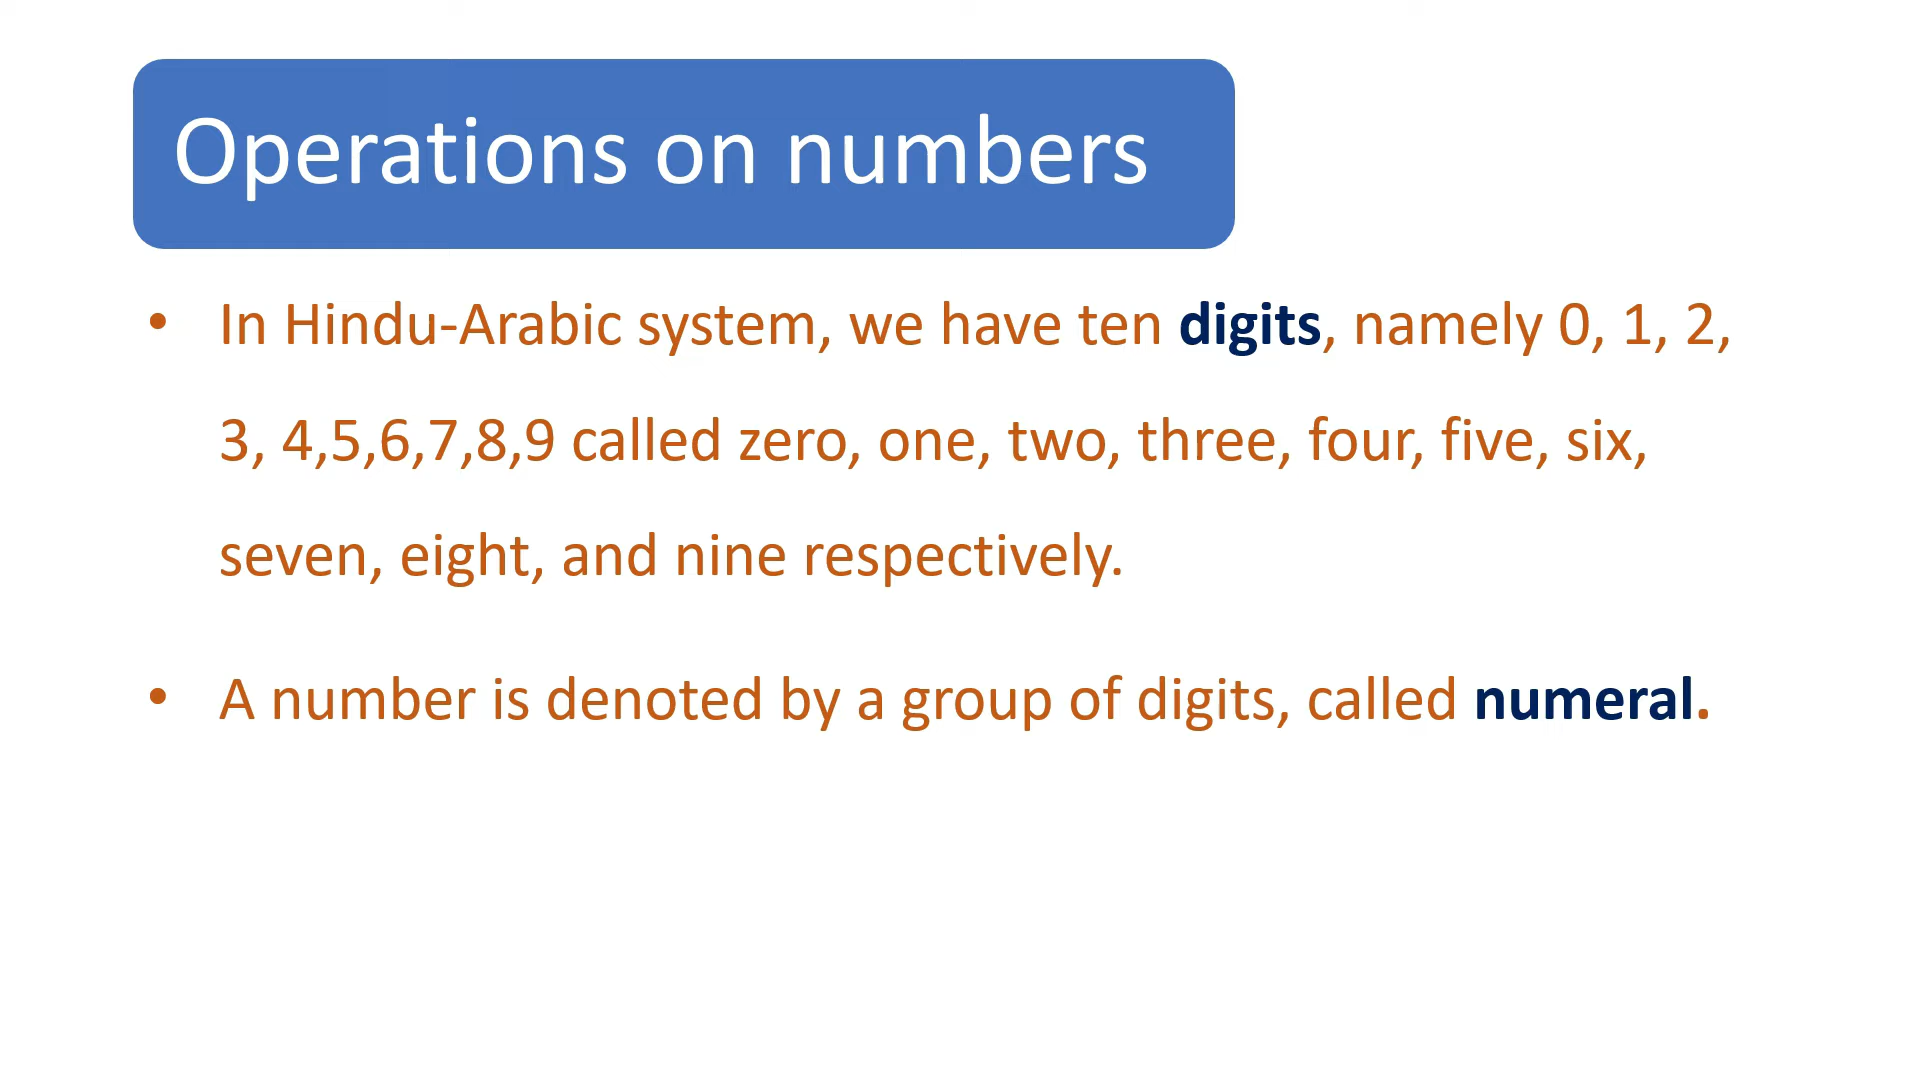 Operations on numbers
• In Hindu-Arabic system, we have ten digits, namely 0, 1, 2,
3, 4,5,6,7,8,9 called zero, one, two, three, four, five, six,
seven, eight, and nine respectively.
• A number is denoted by a group of digits, called numeral.